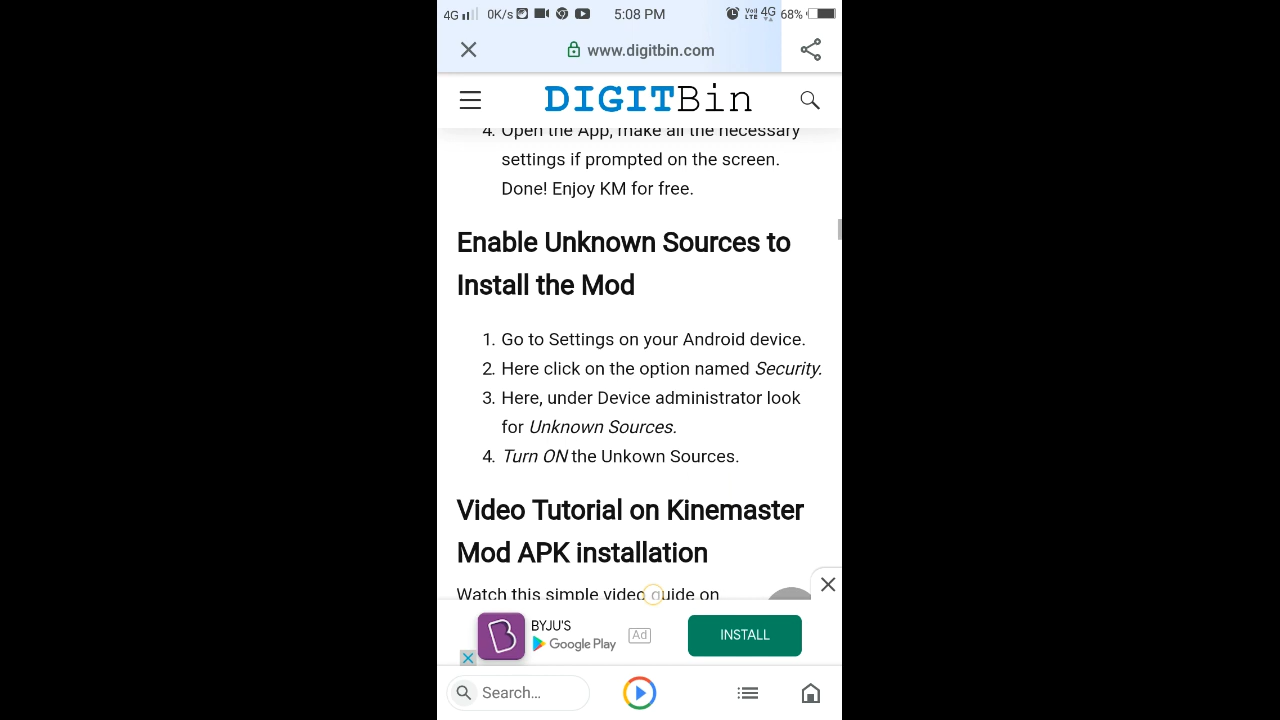 4G 0K/s 5:08 PM VoLTE 4G 68%
www.digitbin.com
DIGITBin
4. Open the App, make all the necessary
settings if prompted on the screen.
Done! Enjoy KM for free.
Enable Unknown Sources to
Install the Mod
1. Go to Settings on your Android device.
2. Here click on the option named Security.
3. Here, under Device administrator look
for Unknown Sources.
4. Turn ON the Unkown Sources.
Video Tutorial on Kinemaster
Mod APK installation
Watch this simple video guide on
BYJU'S
Google Play
Ad
INSTALL
Search...